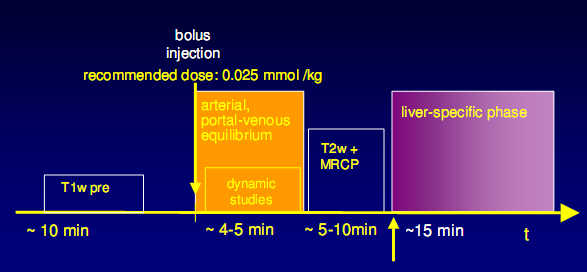 bolus
injection
recommended dose: 0.025 mmol /kg
arterial,
portal-venous
equilibrium
liver-specific phase
T2w +
MRCP
T1w pre
dynamic
studies
~ 10 min
~ 4-5 min
~ 5-10min
~15 min
t